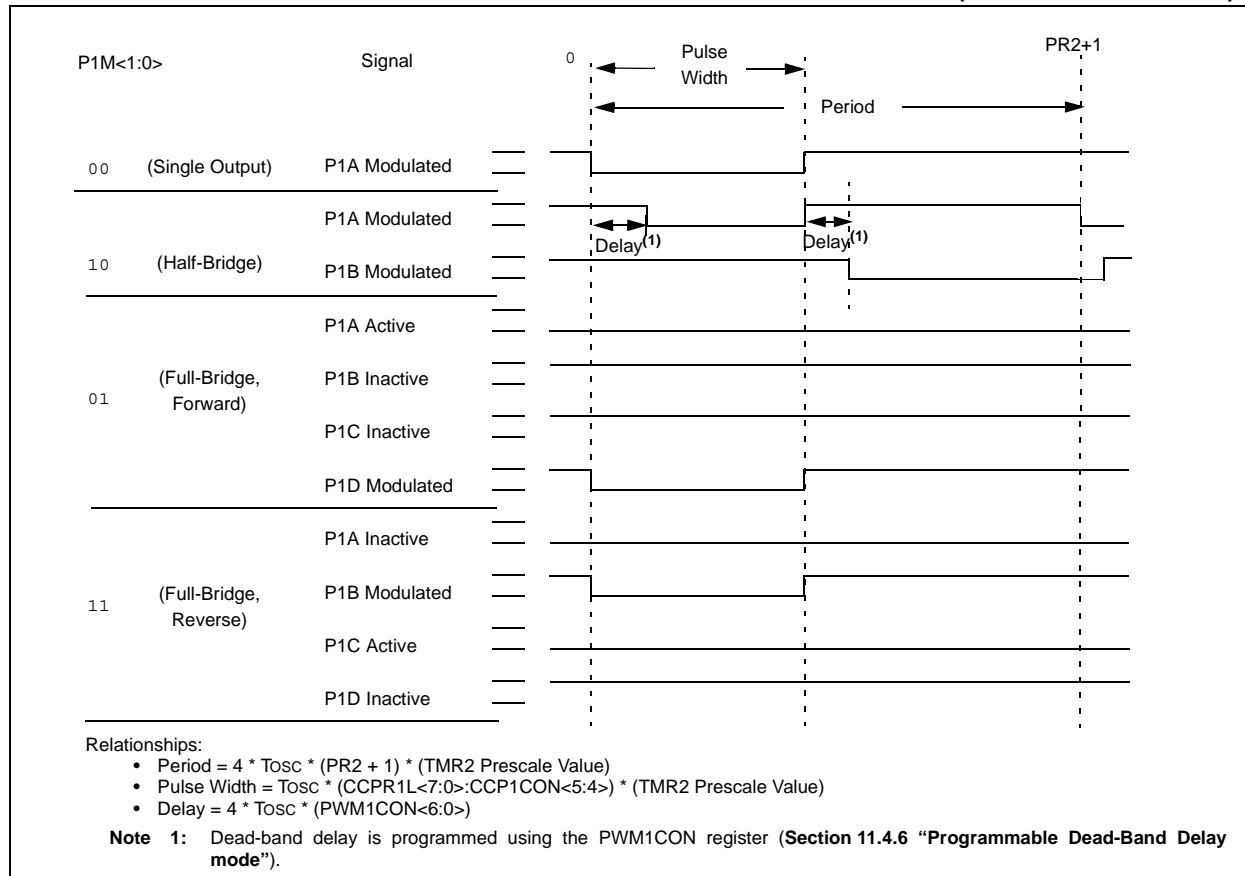 P1M<1:0>
Signal
0
Pulse
Width
PR2+1
Period
00 (Single Output) P1A Modulated
P1A Modulated
Delay(1) Delay(1)
10 (Half-Bridge) P1B Modulated
P1A Active
01 (Full-Bridge,
Forward)
P1B Inactive
P1C Inactive
P1D Modulated
P1A Inactive
11 (Full-Bridge,
Reverse)
P1B Modulated
P1C Active
P1D Inactive
Relationships:
• Period = 4 * TOSC * (PR2 + 1) * (TMR2 Prescale Value)
• Pulse Width = TOSC * (CCPR1L<7:0>:CCP1CON<5:4>) * (TMR2 Prescale Value)
• Delay = 4 * TOSC * (PWM1CON<6:0>)
Note 1: Dead-band delay is programmed using the PWM1CON register (Section 11.4.6 “Programmable Dead-Band Delay
mode”).